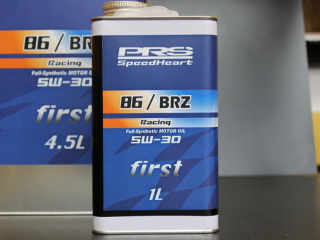 86/BRZ
Racing
Full-Synthetic MOTOR OIL
5W-30
first
4.5L
PRS
SpeedHeart
86/BRZ
Racing
Full-Synthetic MOTOR OIL
5W-30
first
1L